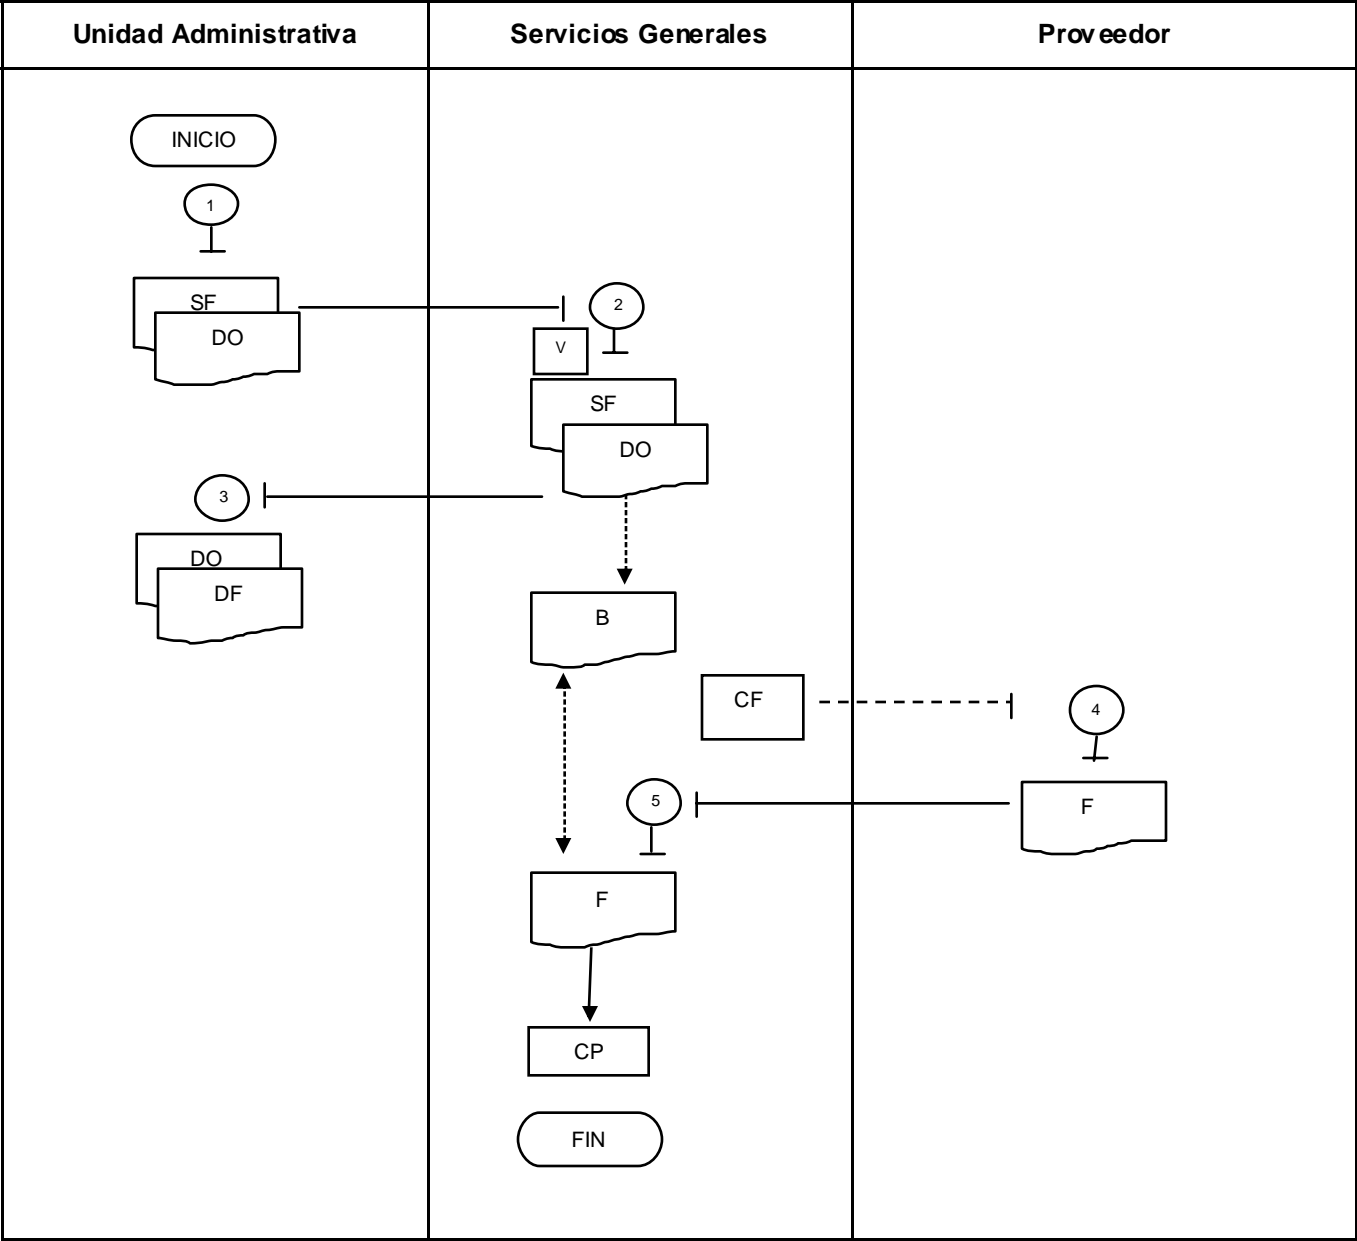 Unidad Administrativa
Servicios Generales
Proveedor
INICIO
1
SF
DO
2
V
SF
DO
3
DO
DF
B
CF
4
5
F
F
CP
FIN